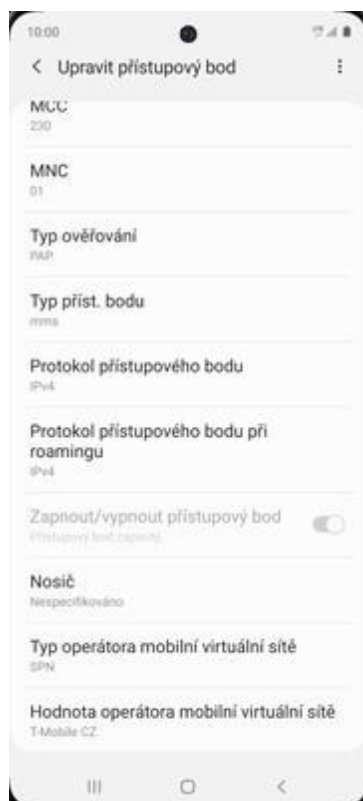 10:00
Upravit přístupový bod
MCC
230
MNC
01
Typ ověřování
PAP
Typ příst. bodu
mms
Protokol přístupového bodu
IPv4
Protokol přístupového bodu při
roamingu
IPv4
Zapnout/vypnout přístupový bod
Přístupový bod zapnutý
Nosič
Nespecifikováno
Typ operátora mobilní virtuální sítě
SPN
Hodnota operátora mobilní virtuální sítě
T-Mobile CZ